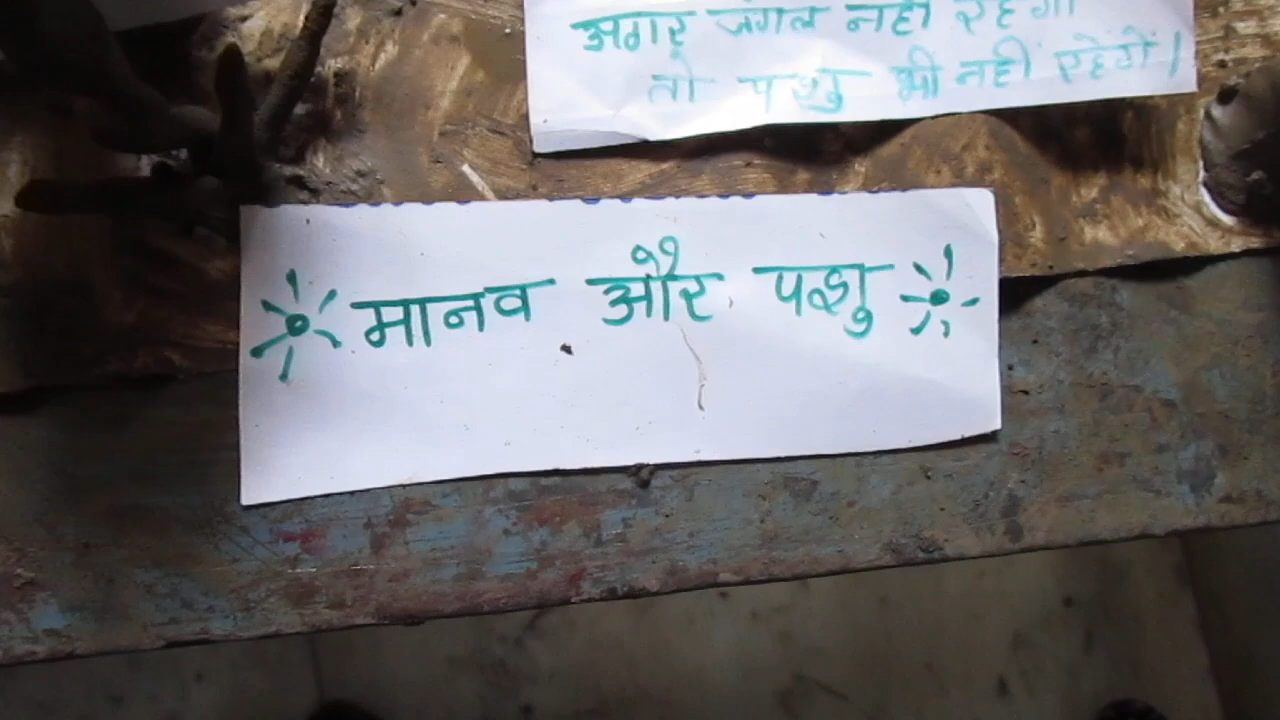 अगर जंगल नही रहेगा
तो पशु भी नहीं रहेगें।
मानव और पशु